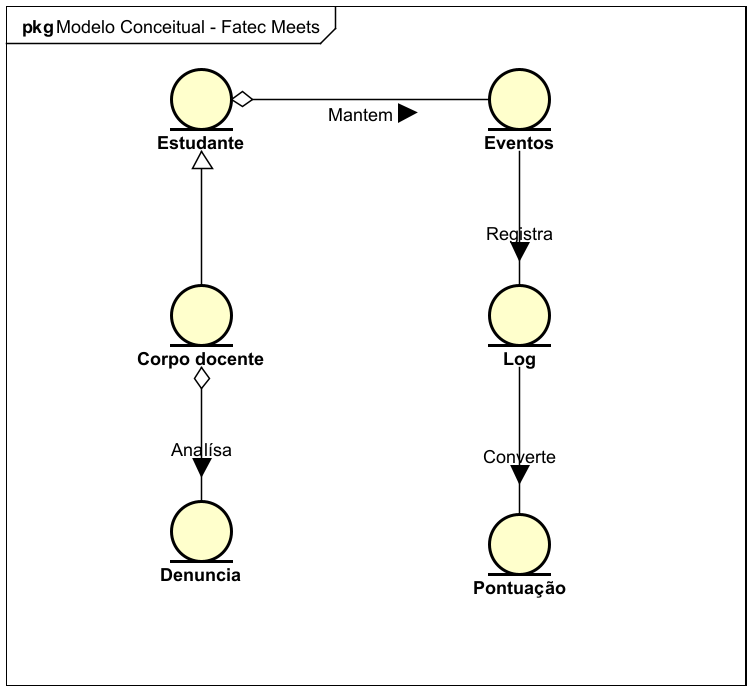 pkg Modelo Conceitual - Fatec Meets
Mantem
Estudante
Eventos
Registra
Corpo docente
Log
Analísa
Converte
Denuncia
Pontuação